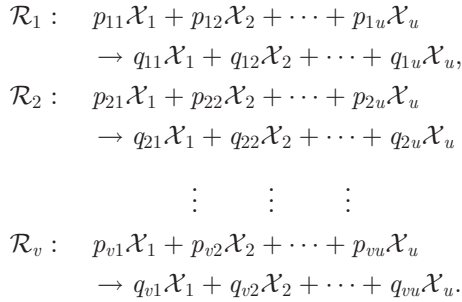 ℛ₁ : p₁₁𝒳₁ + p₁₂𝒳₂ + ⋯ + p₁ᵤ𝒳ᵤ
→ q₁₁𝒳₁ + q₁₂𝒳₂ + ⋯ + q₁ᵤ𝒳ᵤ,
ℛ₂ : p₂₁𝒳₁ + p₂₂𝒳₂ + ⋯ + p₂ᵤ𝒳ᵤ
→ q₂₁𝒳₁ + q₂₂𝒳₂ + ⋯ + q₂ᵤ𝒳ᵤ
⋮ ⋮ ⋮
ℛᵥ : pᵥ₁𝒳₁ + pᵥ₂𝒳₂ + ⋯ + pᵥᵤ𝒳ᵤ
→ qᵥ₁𝒳₁ + qᵥ₂𝒳₂ + ⋯ + qᵥᵤ𝒳ᵤ.